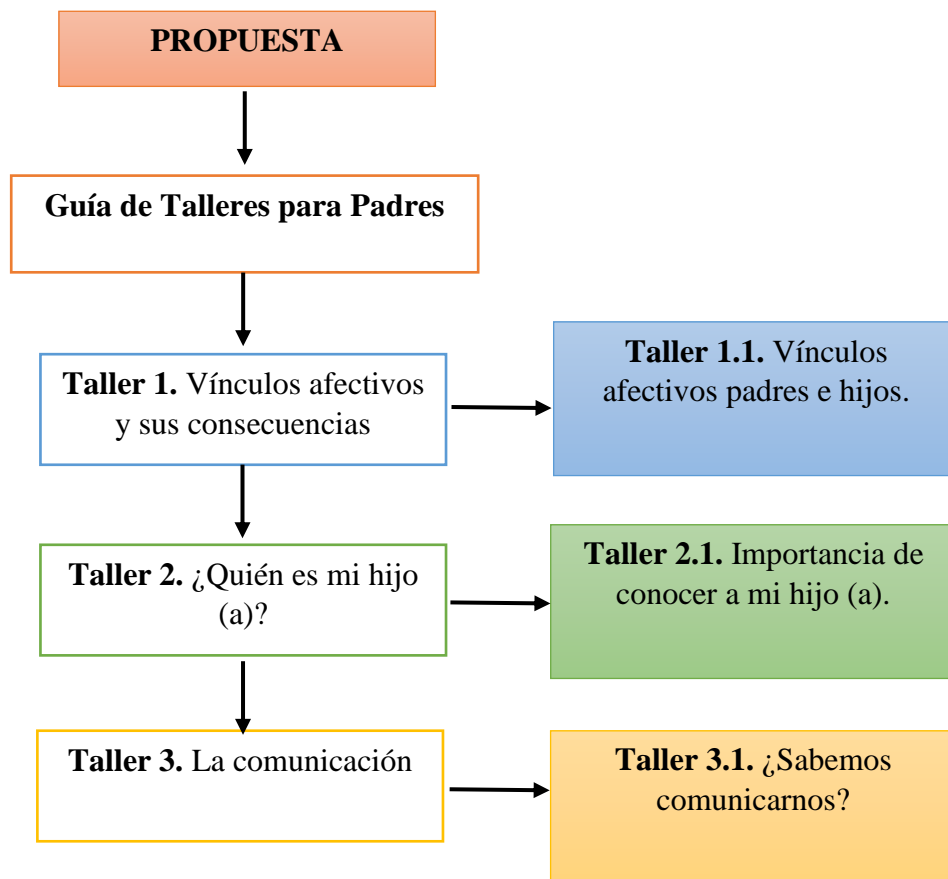 PROPUESTA
Guía de Talleres para Padres
Taller 1. Vínculos afectivos
y sus consecuencias
Taller 1.1. Vínculos
afectivos padres e hijos.
Taller 2. ¿Quién es mi hijo
(a)?
Taller 2.1. Importancia de
conocer a mi hijo (a).
Taller 3. La comunicación
Taller 3.1. ¿Sabemos
comunicarnos?